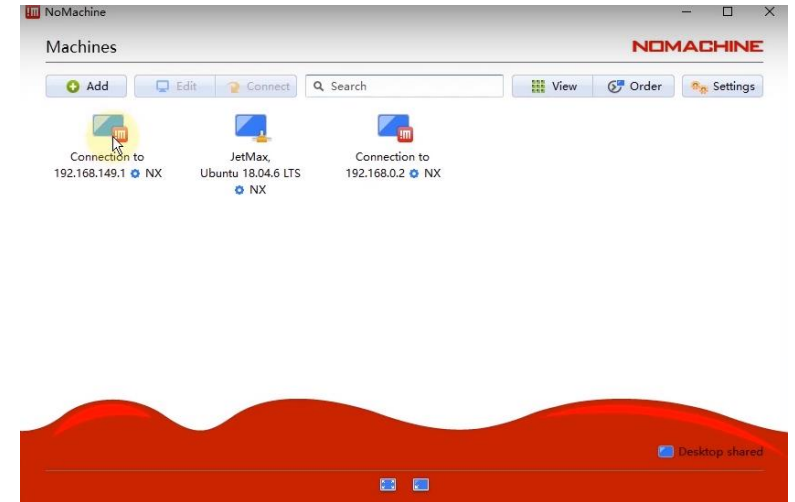 NoMachine
Machines
NOMACHINE
Add
Edit
Connect
Search
View
Order
Settings
Connection to
192.168.149.1 NX
JetMax,
Ubuntu 18.04.6 LTS
NX
Connection to
192.168.0.2 NX
Desktop shared